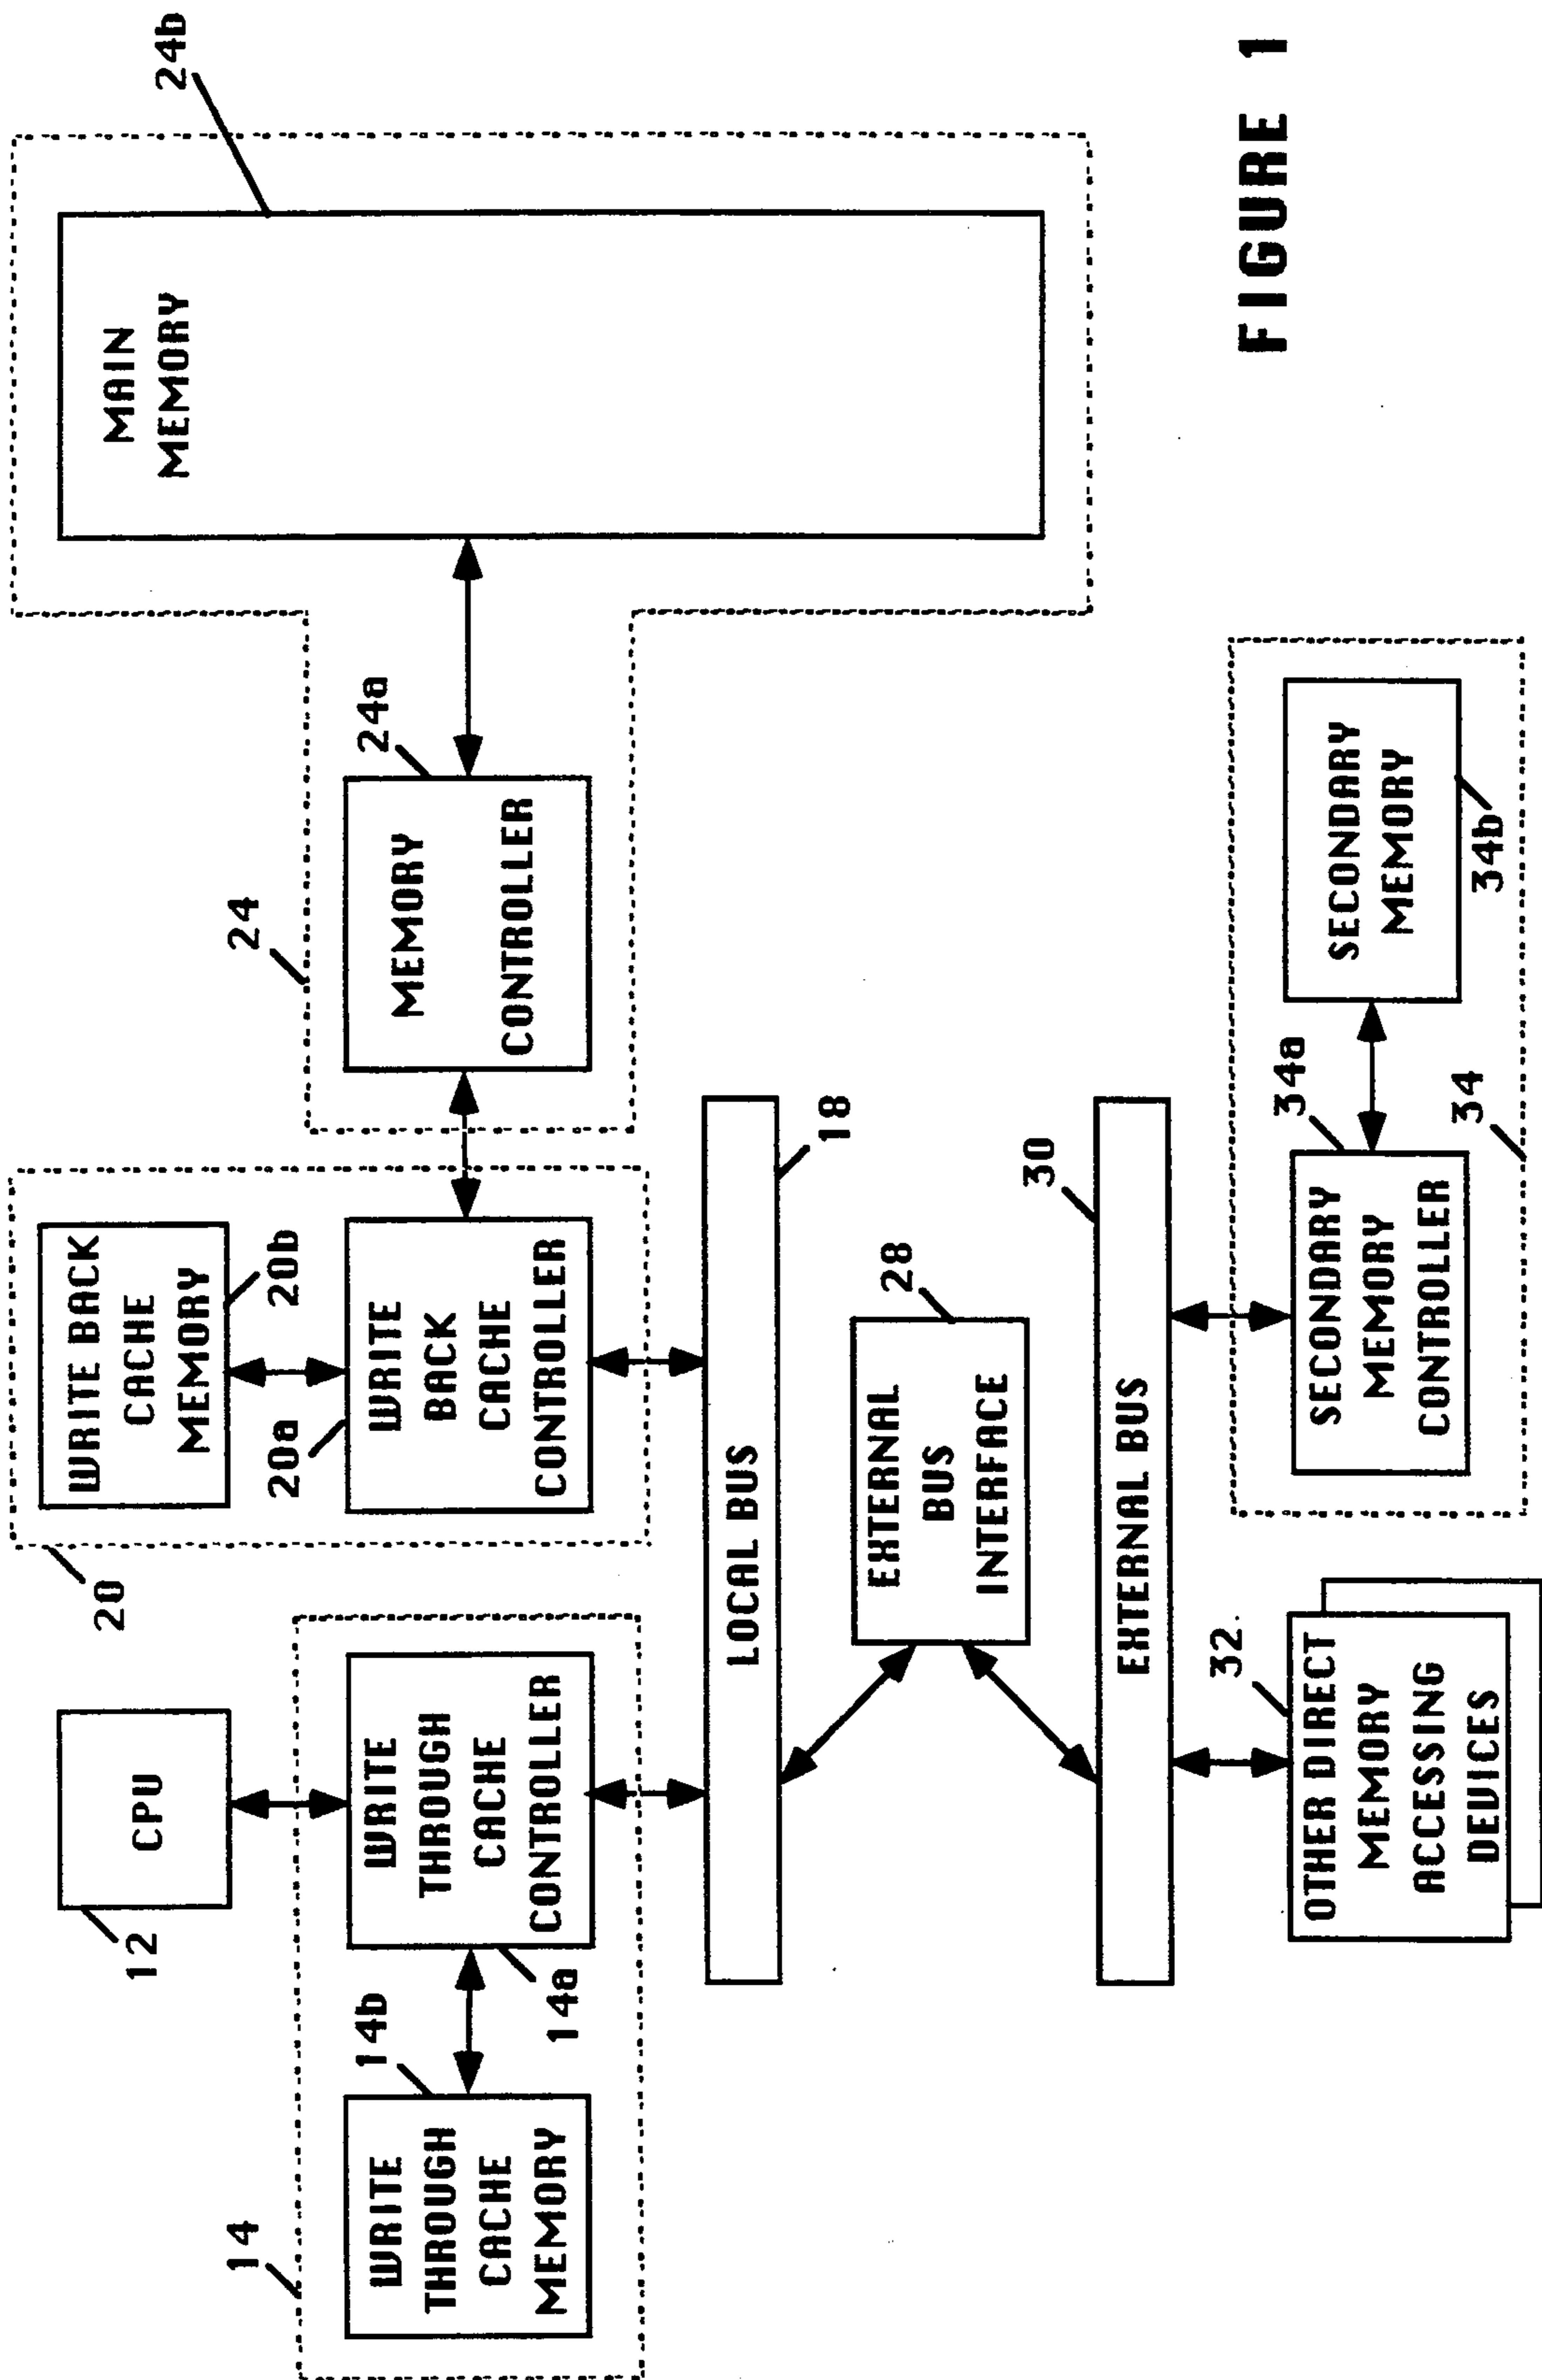 24b
MAIN
MEMORY
24
24a
MEMORY
CONTROLLER
20
WRITE BACK
CACHE
MEMORY
20b
20a
WRITE
BACK
CACHE
CONTROLLER
CPU
12
14
WRITE
THROUGH
CACHE
CONTROLLER
14a
14b
WRITE
THROUGH
CACHE
MEMORY
LOCAL BUS
18
EXTERNAL
BUS
INTERFACE
28
EXTERNAL BUS
30
OTHER DIRECT
MEMORY
ACCESSING
DEVICES
32
SECONDARY
MEMORY
CONTROLLER
34a
34
SECONDARY
MEMORY
34b
FIGURE 1